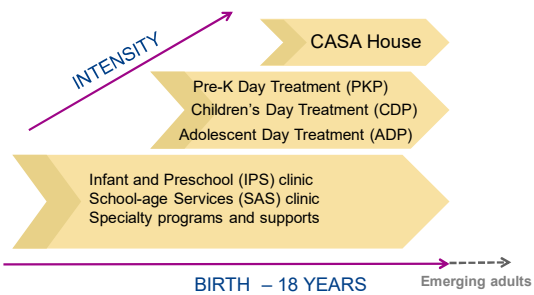 INTENSITY
CASA House
Pre-K Day Treatment (PKP)
Children's Day Treatment (CDP)
Adolescent Day Treatment (ADP)
Infant and Preschool (IPS) clinic
School-age Services (SAS) clinic
Specialty programs and supports
BIRTH – 18 YEARS
Emerging adults